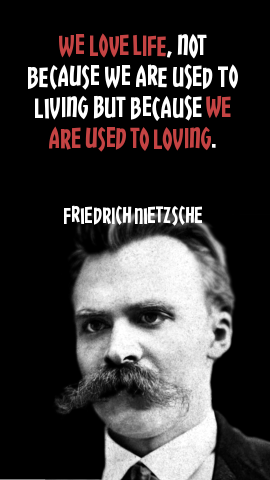 WE LOVE LIFE, NOT
BECAUSE WE ARE USED TO
LIVING BUT BECAUSE WE
ARE USED TO LOVING.
FRIEDRICH NIETZSCHE